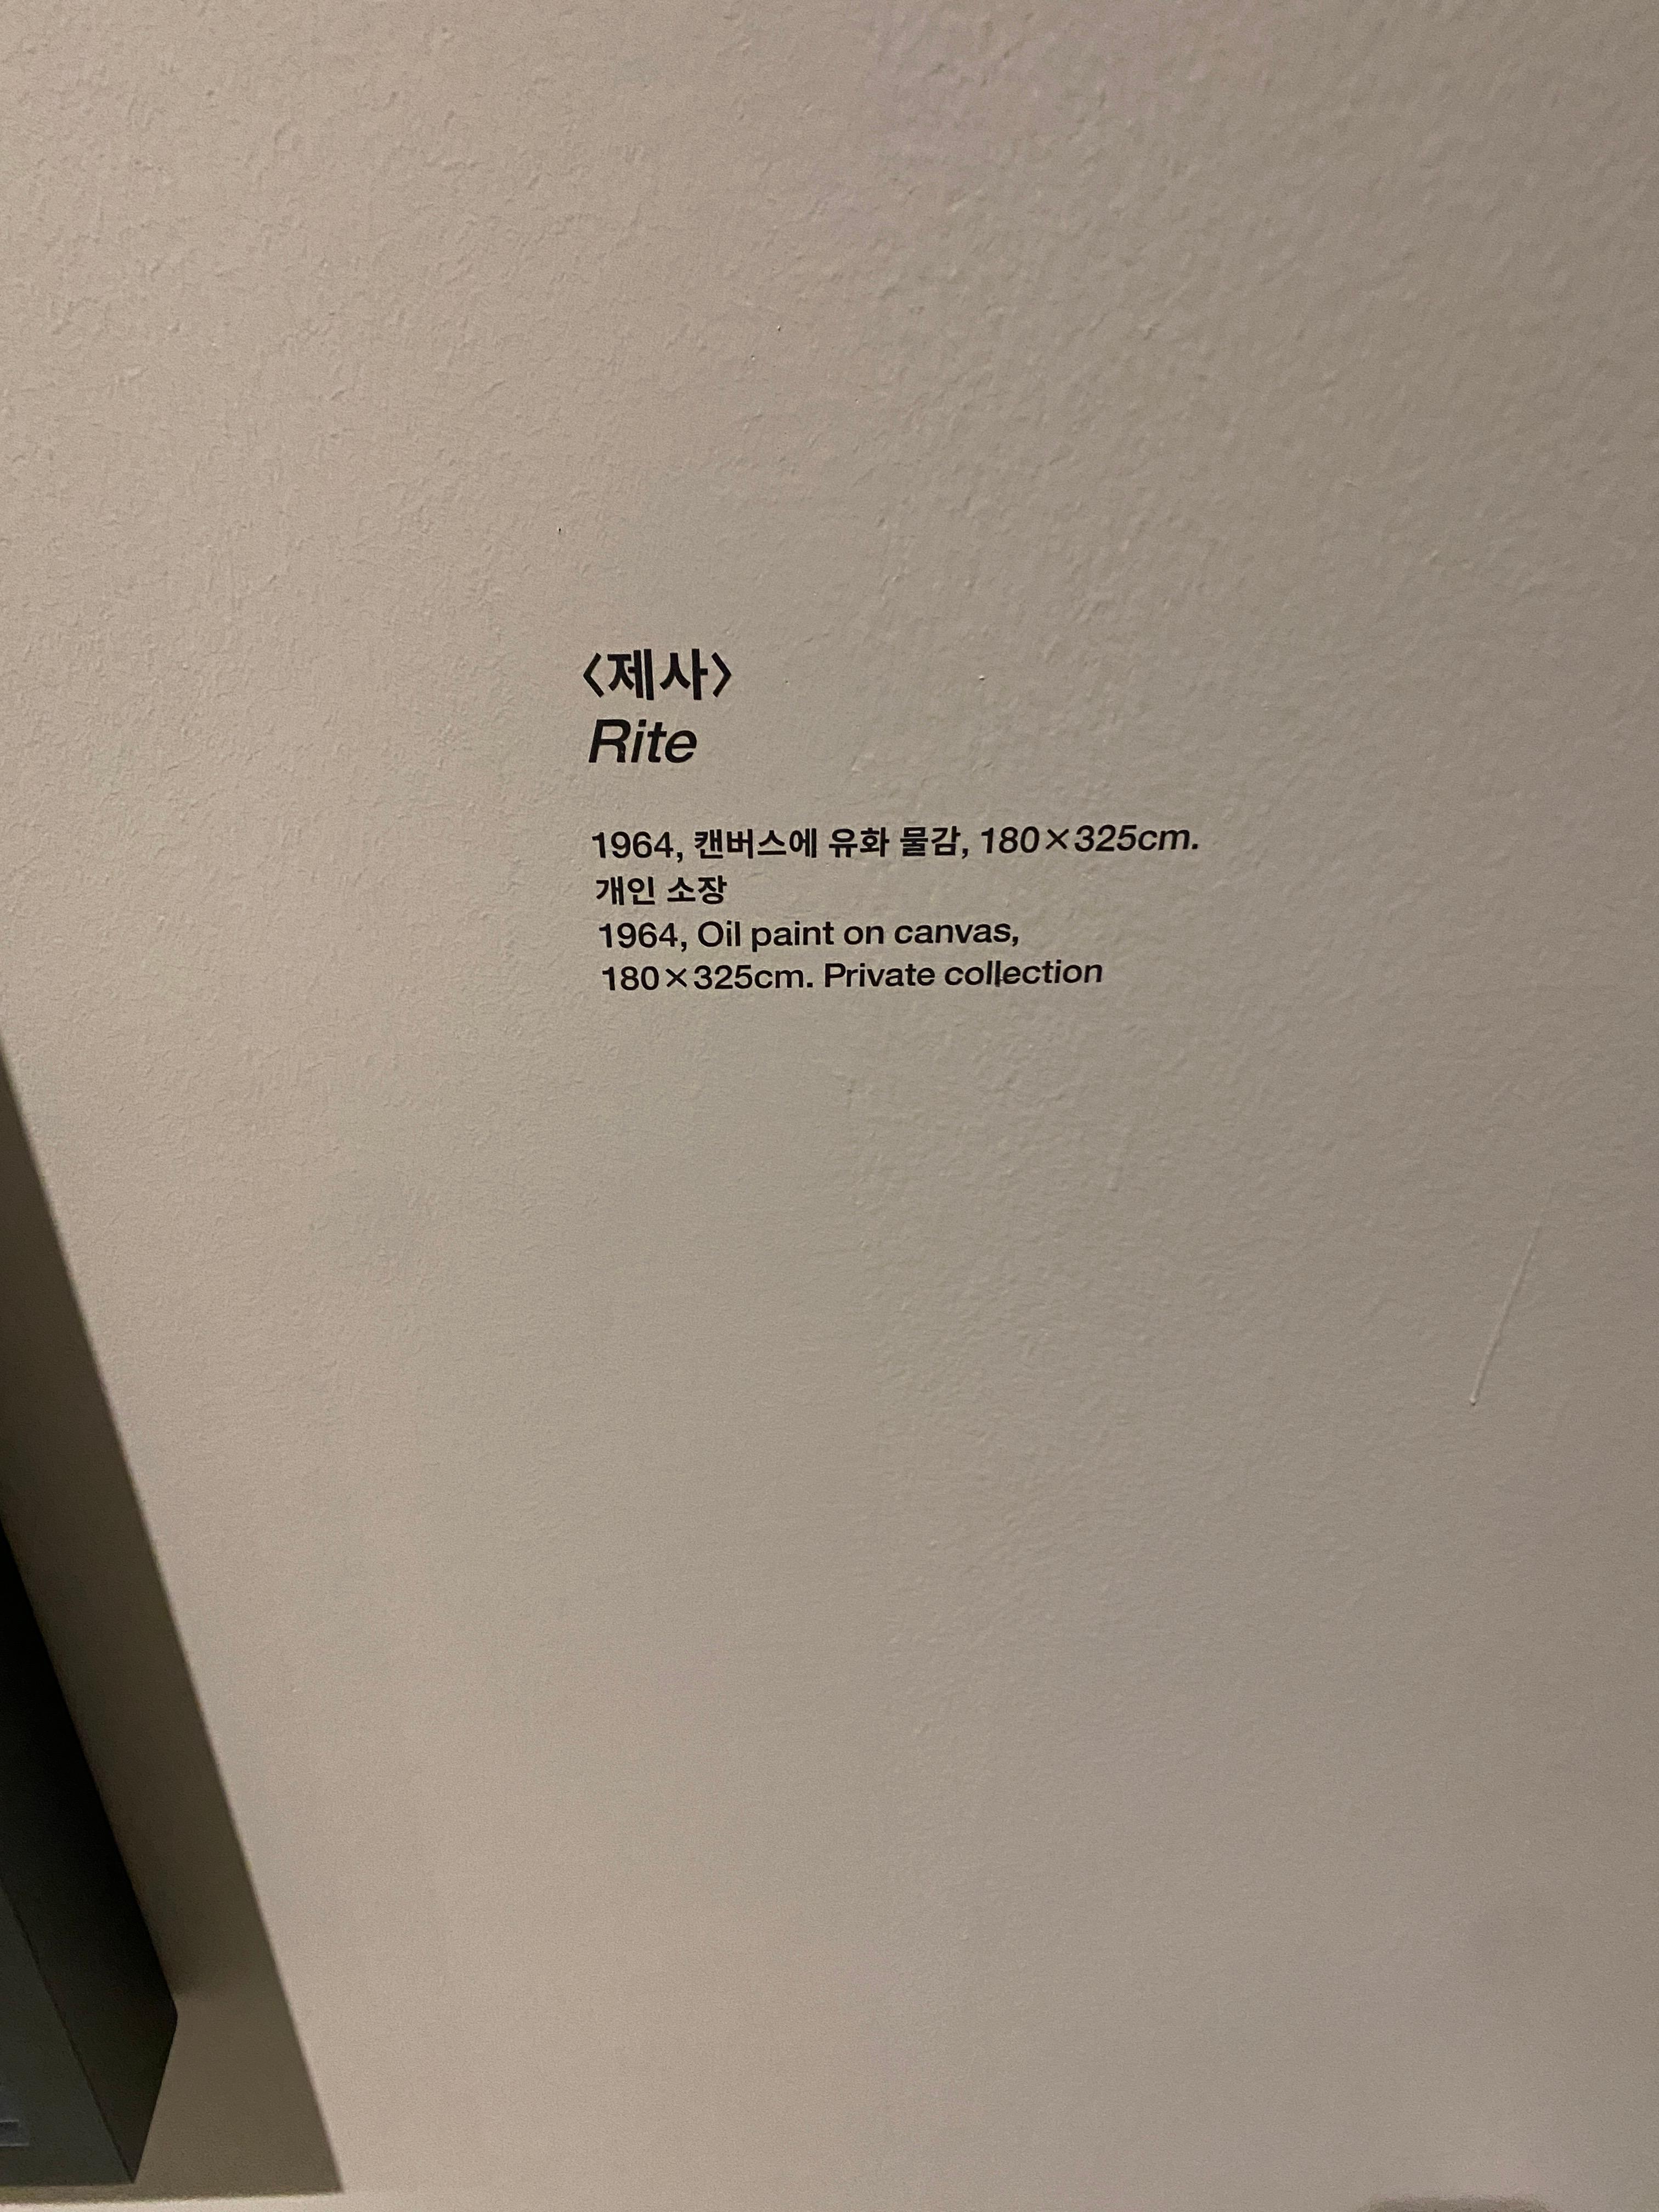 〈제사〉
Rite
1964, 캔버스에 유화 물감, 180×325cm.
개인 소장
1964, Oil paint on canvas,
180×325cm. Private collection